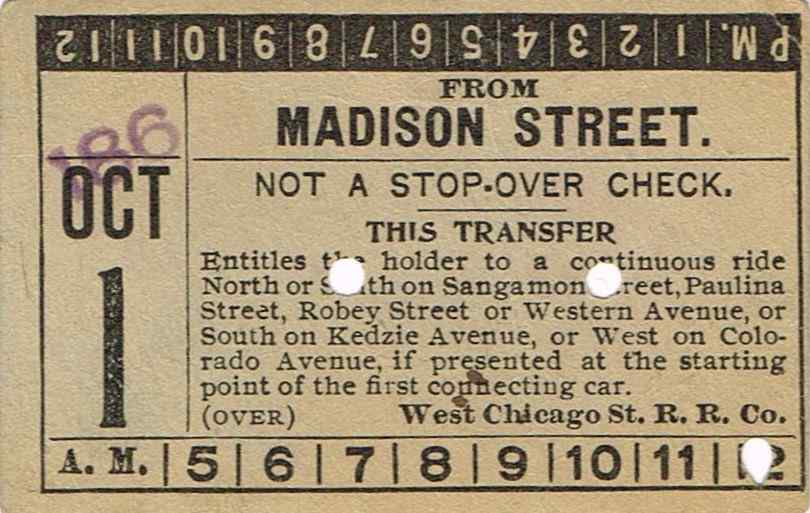 P.M. | 1 | 2 | 3 | 4 | 5 | 6 | 7 | 8 | 9 | 10 | 11 | 12
186
OCT
1
FROM
MADISON STREET.
NOT A STOP-OVER CHECK.
THIS TRANSFER
Entitles the holder to a continuous ride
North or South on Sangamon Street, Paulina
Street, Robey Street or Western Avenue, or
South on Kedzie Avenue, or West on Colo-
rado Avenue, if presented at the starting
point of the first connecting car.
(OVER) West Chicago St. R. R. Co.
A. M. | 5 | 6 | 7 | 8 | 9 | 10 | 11 | 12